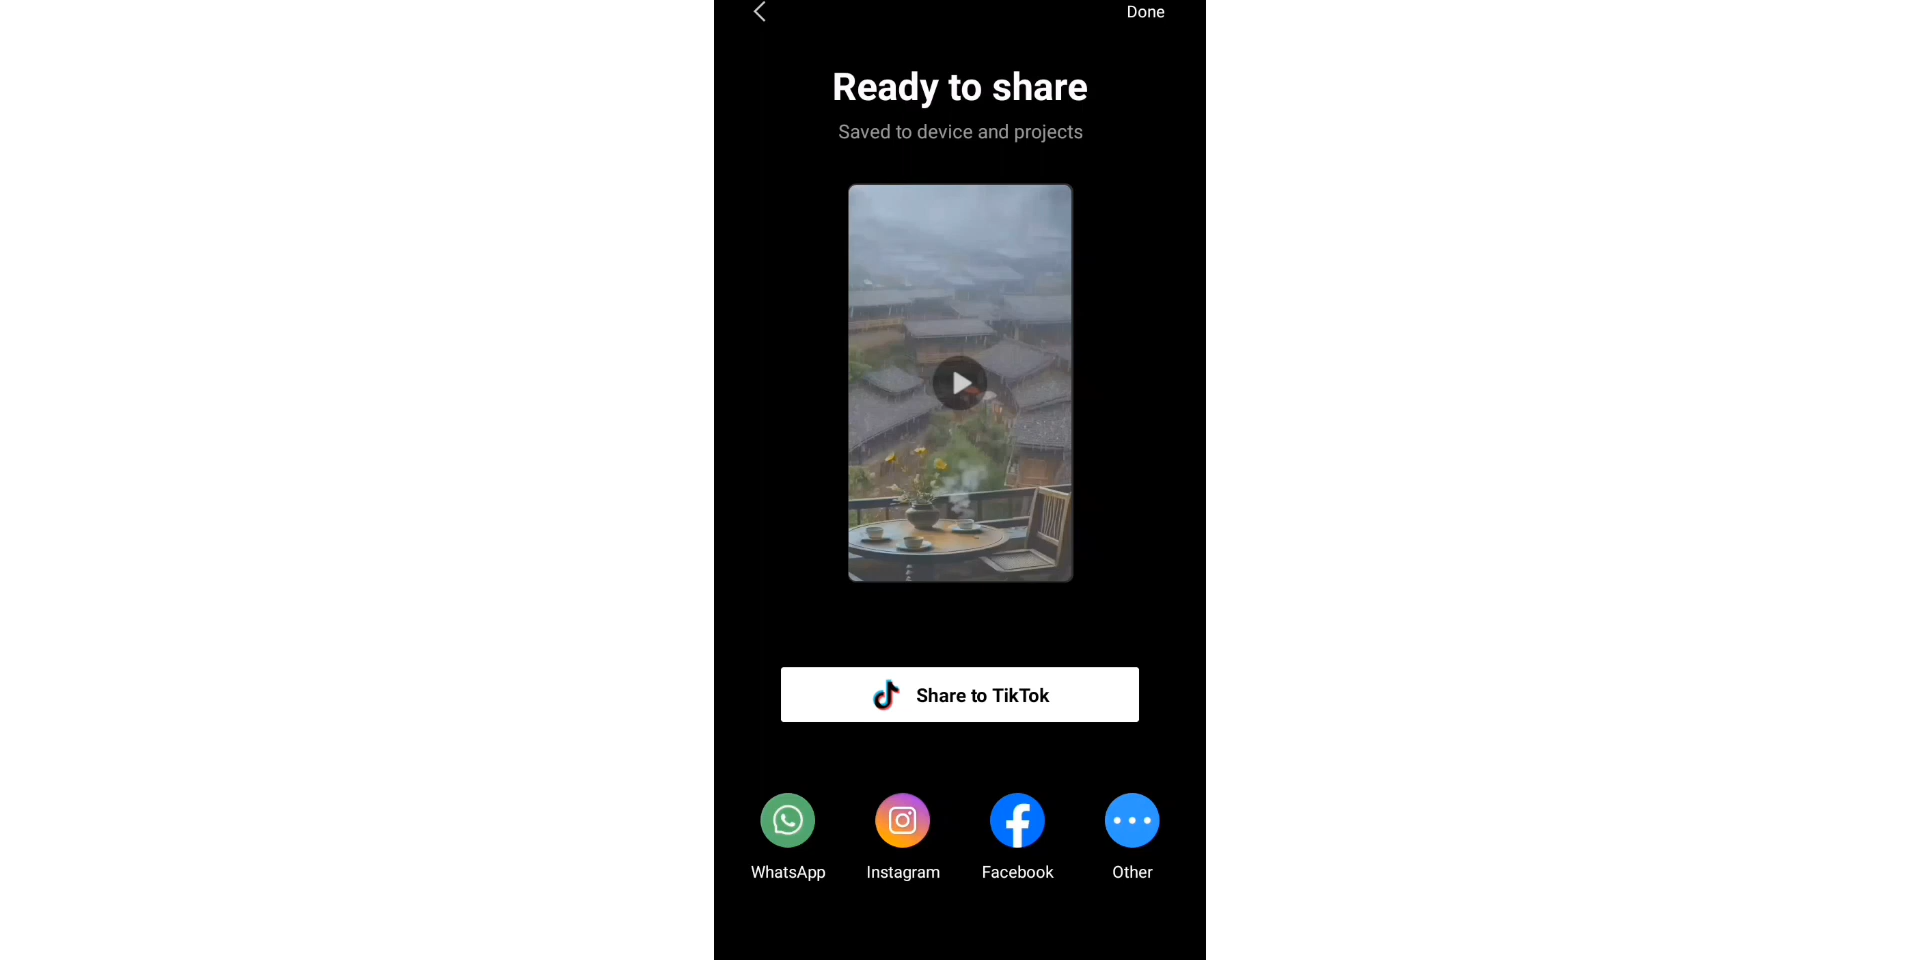 Done
Ready to share
Saved to device and projects
Share to TikTok
WhatsApp Instagram Facebook Other